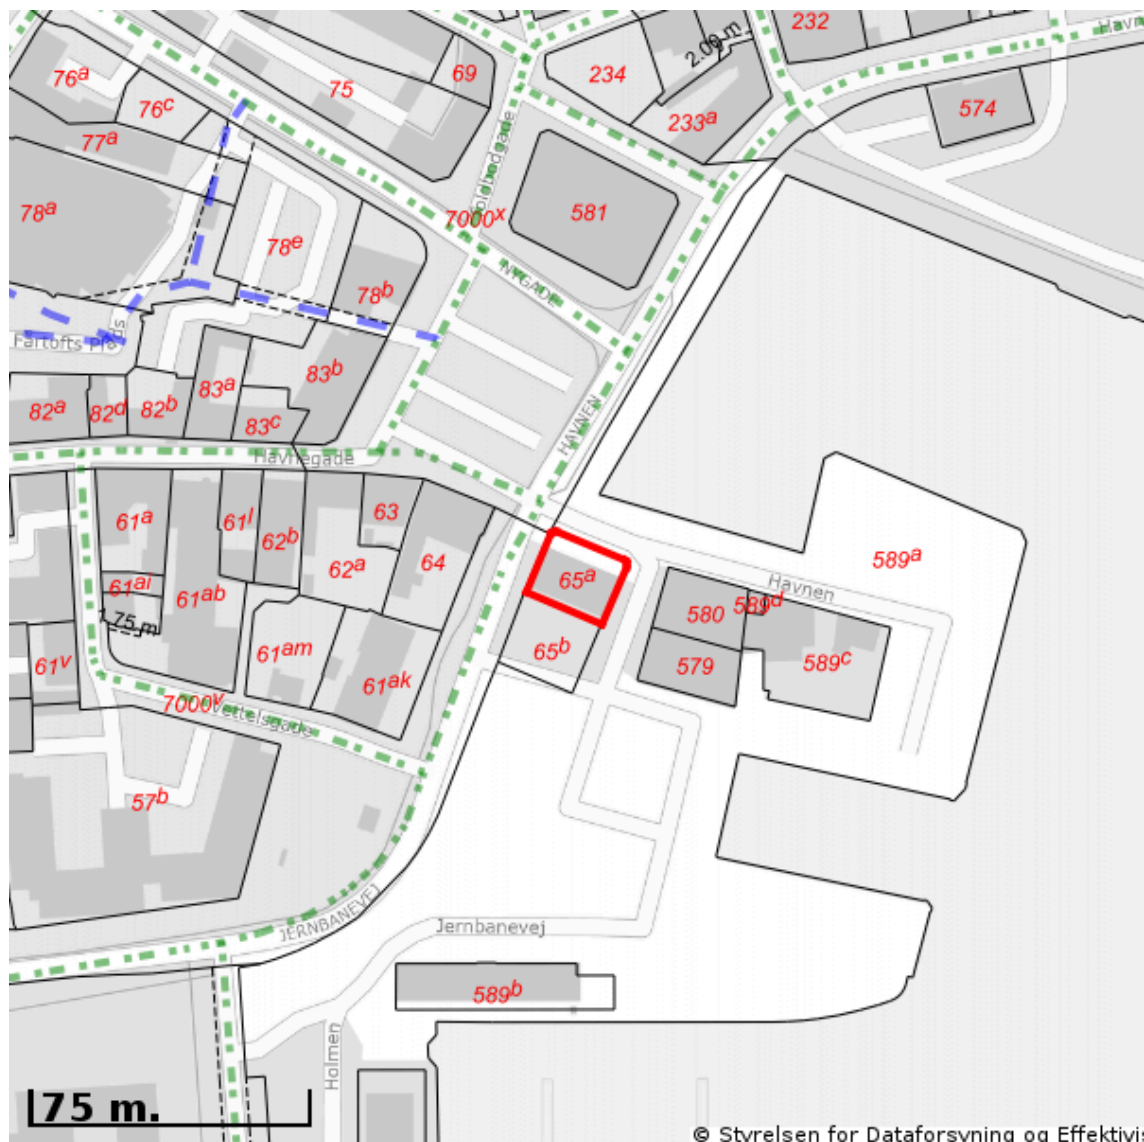 232
Havn
76a
69
2.00 m
234
75
76c
574
233a
77a
Toldbodgade
78a
581
7000x
78e
NYGADE
78b
Fartofts Plads
83b
83a
82a
82d
82b
83c
HAVNEN
Havnegade
61a
61l
63
62b
64
589a
62a
65a
61ai
61ab
Havnen
589d
580
1.75 m
61am
65b
61v
589c
579
61ak
7000v
Vettelsgade
57b
JERNBANEVEJ
Jernbanevej
589b
Holmen
75 m.
© Styrelsen for Dataforsyning og Effektivis